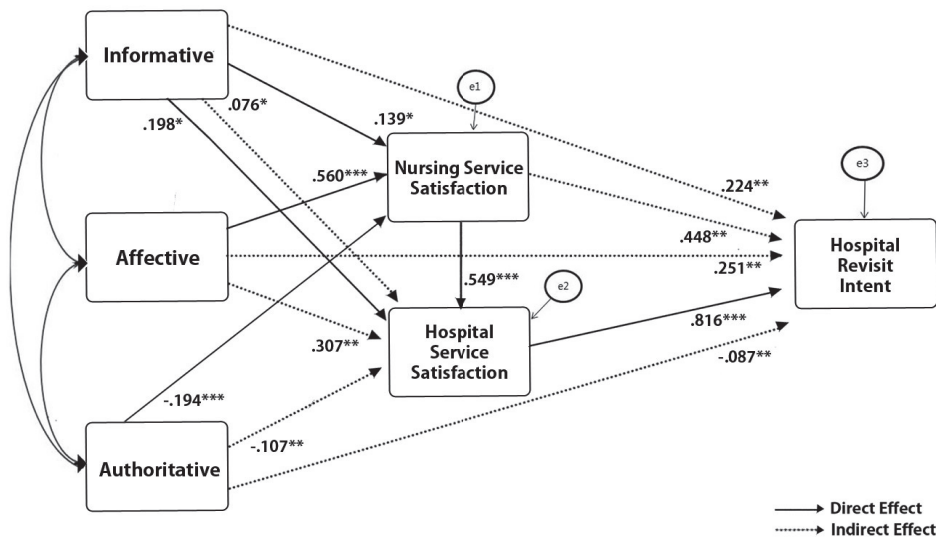 Informative
e1
.076*
.198*
.139*
Nursing Service
Satisfaction
.560***
e3
.224**
.448**
Hospital
Revisit
Intent
Affective
.251**
.549***
e2
.307**
Hospital
Service
Satisfaction
.816***
-.087**
-.194***
-.107**
Authoritative
Direct Effect
Indirect Effect